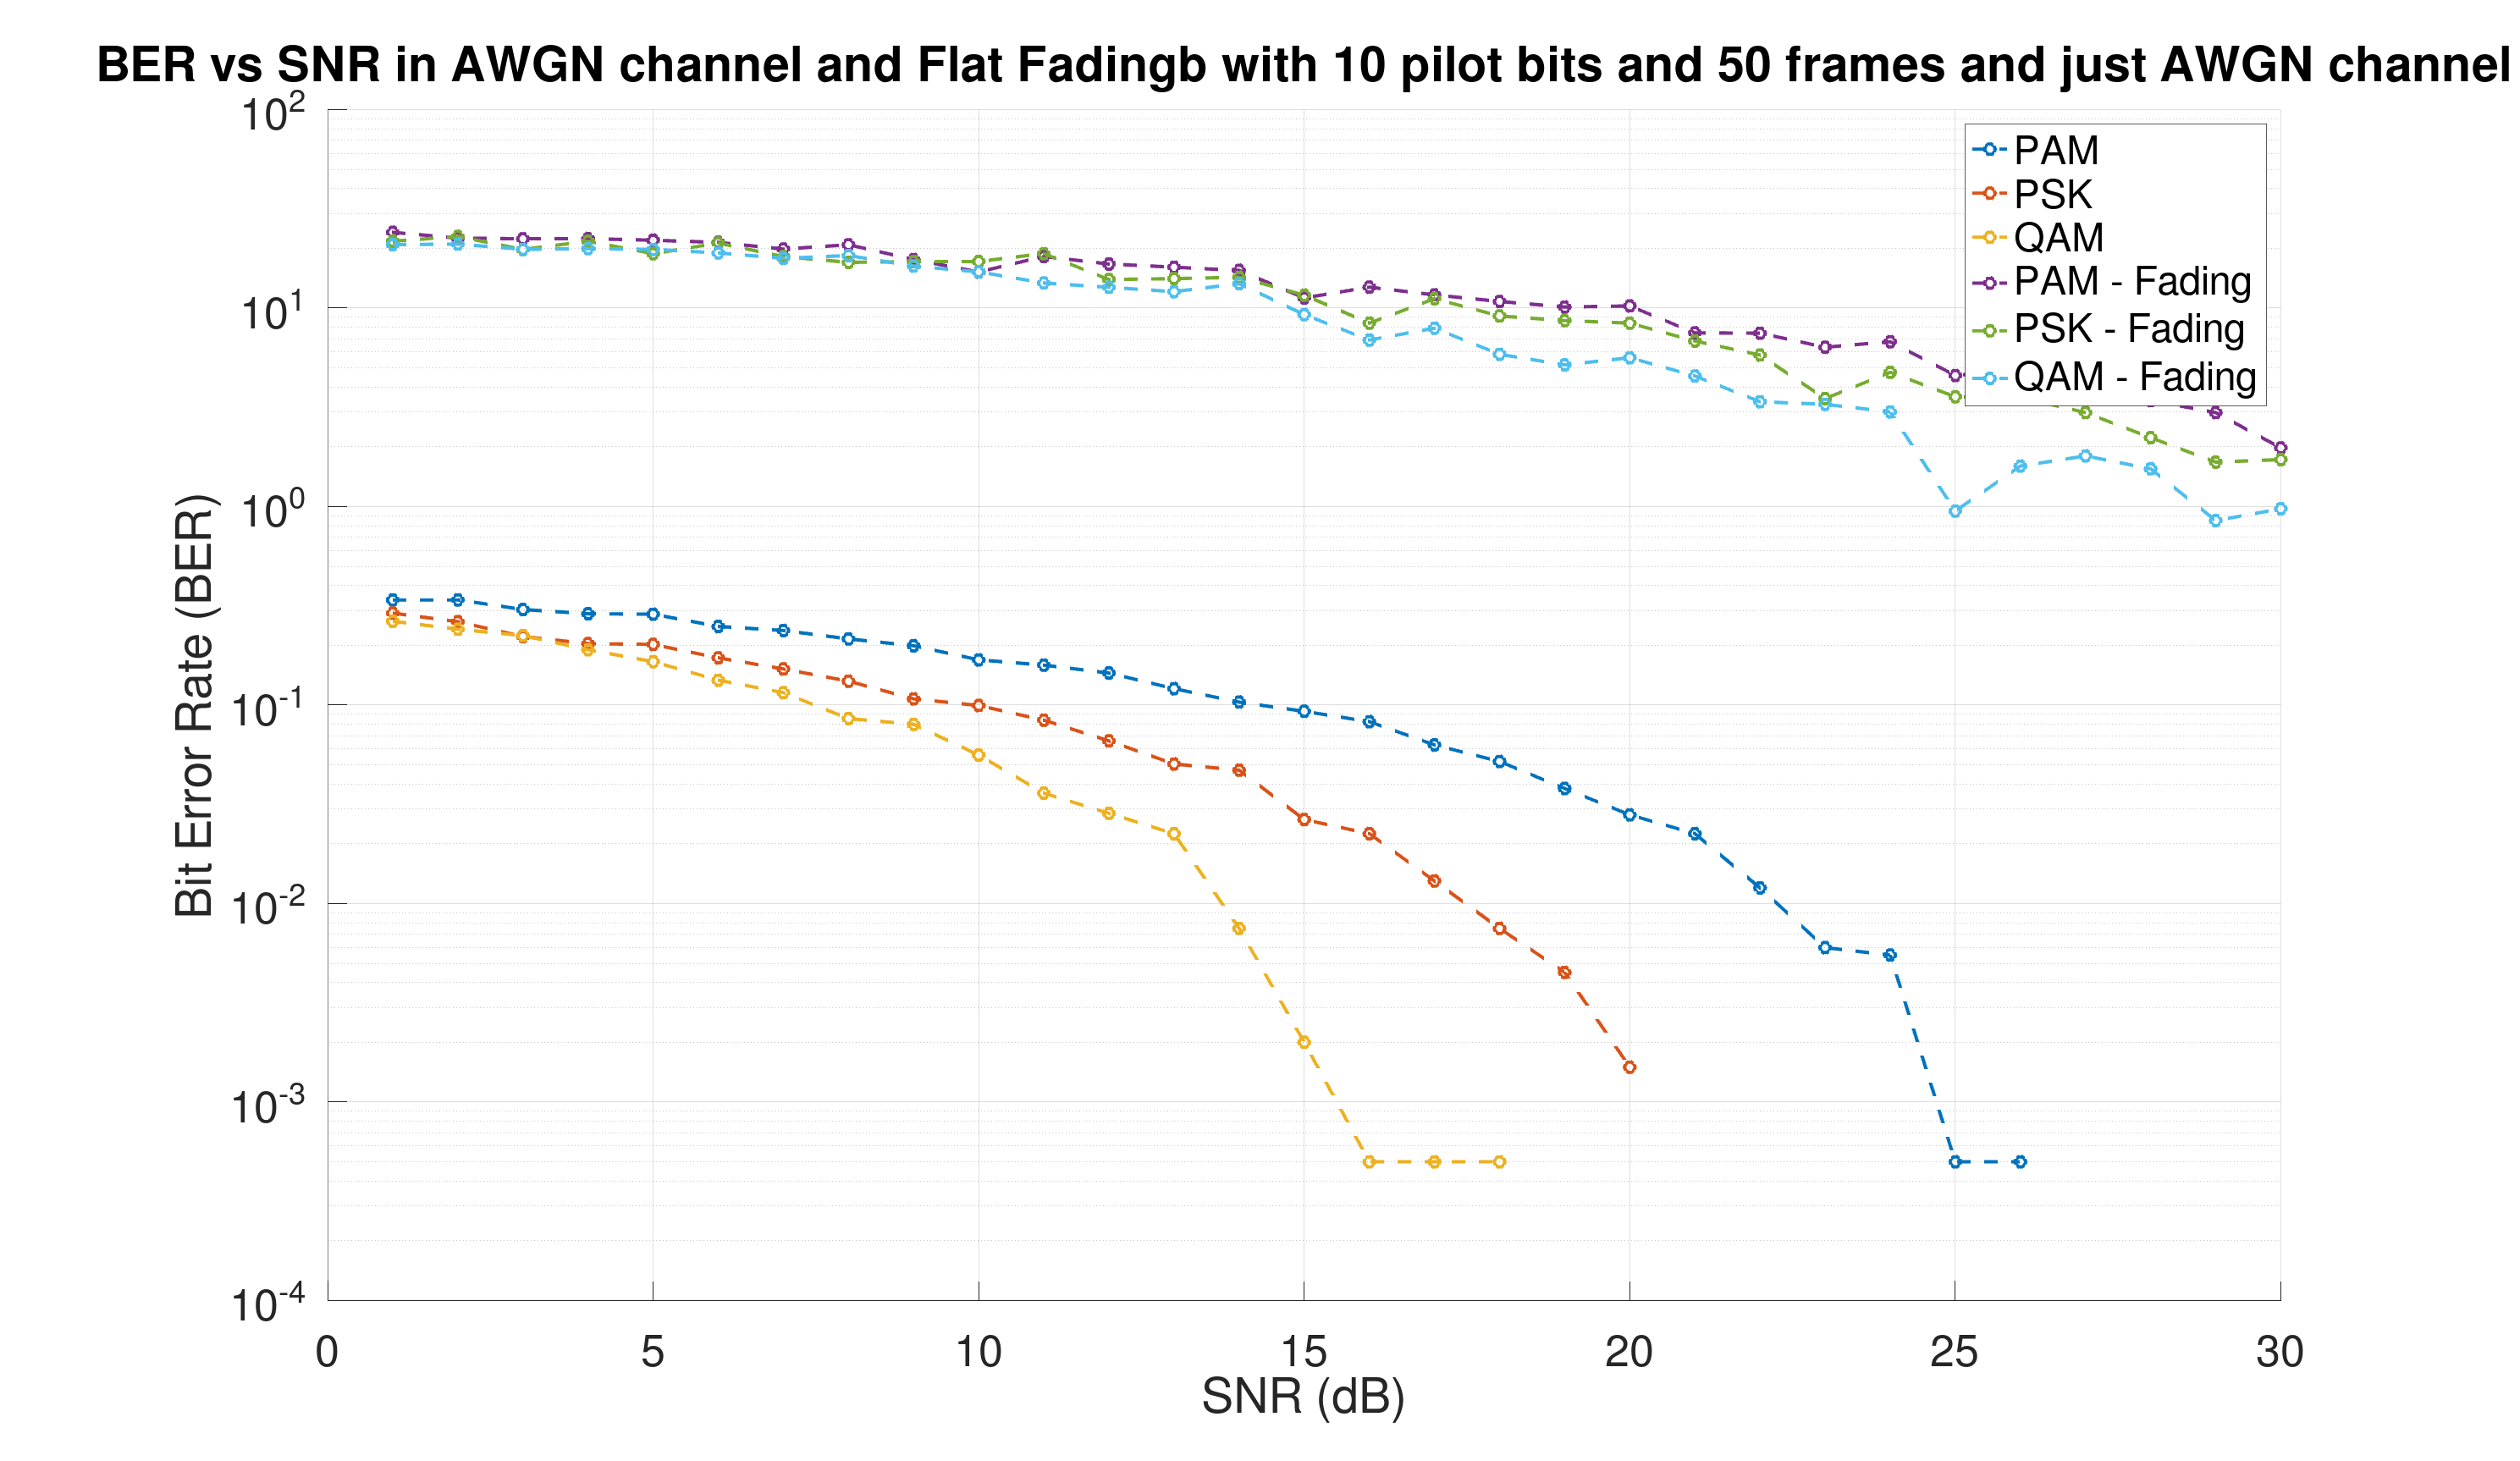 BER vs SNR in AWGN channel and Flat Fadingb with 10 pilot bits and 50 frames and just AWGN channel
10^2
10^1
10^0
10^-1
10^-2
10^-3
10^-4
Bit Error Rate (BER)
PAM
PSK
QAM
PAM - Fading
PSK - Fading
QAM - Fading
0 5 10 15 20 25 30
SNR (dB)